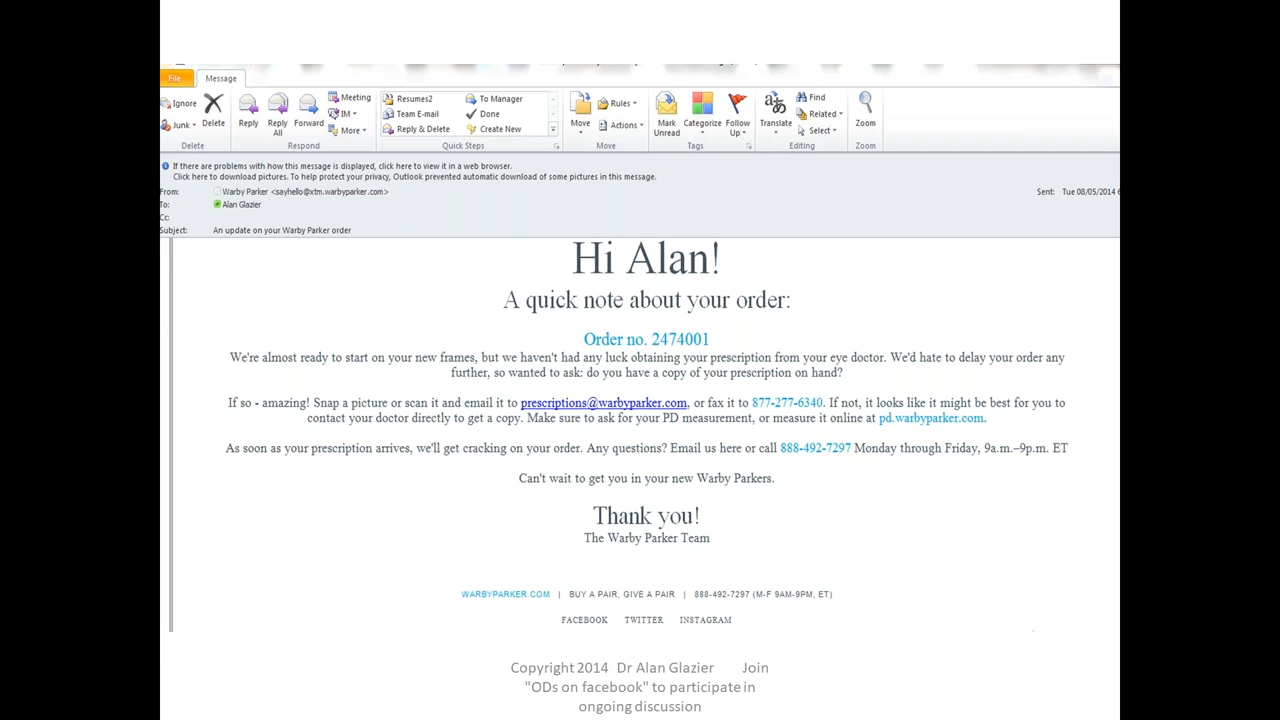 File Message
Ignore
Junk
Delete
Reply
Reply All
Forward
Meeting
IM
More
Resumes2
Team E-mail
Reply & Delete
To Manager
Done
Create New
Move
Rules
Actions
Mark Unread
Categorize
Follow Up
Translate
Find
Related
Select
Zoom
Delete Respond Quick Steps Move Tags Editing Zoom
If there are problems with how this message is displayed, click here to view it in a web browser.
Click here to download pictures. To help protect your privacy, Outlook prevented automatic download of some pictures in this message.
From: Warby Parker <sayhello@xtm.warbyparker.com> Sent: Tue 08/05/2014 6
To: Alan Glazier
Cc:
Subject: An update on your Warby Parker order
Hi Alan!
A quick note about your order:
Order no. 2474001
We're almost ready to start on your new frames, but we haven't had any luck obtaining your prescription from your eye doctor. We'd hate to delay your order any
further, so wanted to ask: do you have a copy of your prescription on hand?
If so - amazing! Snap a picture or scan it and email it to prescriptions@warbyparker.com, or fax it to 877-277-6340. If not, it looks like it might be best for you to
contact your doctor directly to get a copy. Make sure to ask for your PD measurement, or measure it online at pd.warbyparker.com.
As soon as your prescription arrives, we'll get cracking on your order. Any questions? Email us here or call 888-492-7297 Monday through Friday, 9a.m.–9p.m. ET
Can't wait to get you in your new Warby Parkers.
Thank you!
The Warby Parker Team
WARBYPARKER.COM | BUY A PAIR, GIVE A PAIR | 888-492-7297 (M-F 9AM-9PM, ET)
FACEBOOK TWITTER INSTAGRAM
Copyright 2014 Dr Alan Glazier Join
"ODs on facebook" to participate in
ongoing discussion